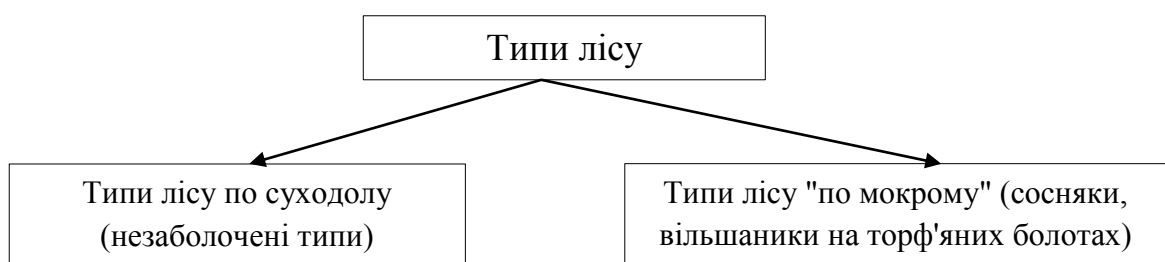 Типи лісу
Типи лісу по суходолу
(незаболочені типи)
Типи лісу "по мокрому" (сосняки,
вільшаники на торф'яних болотах)